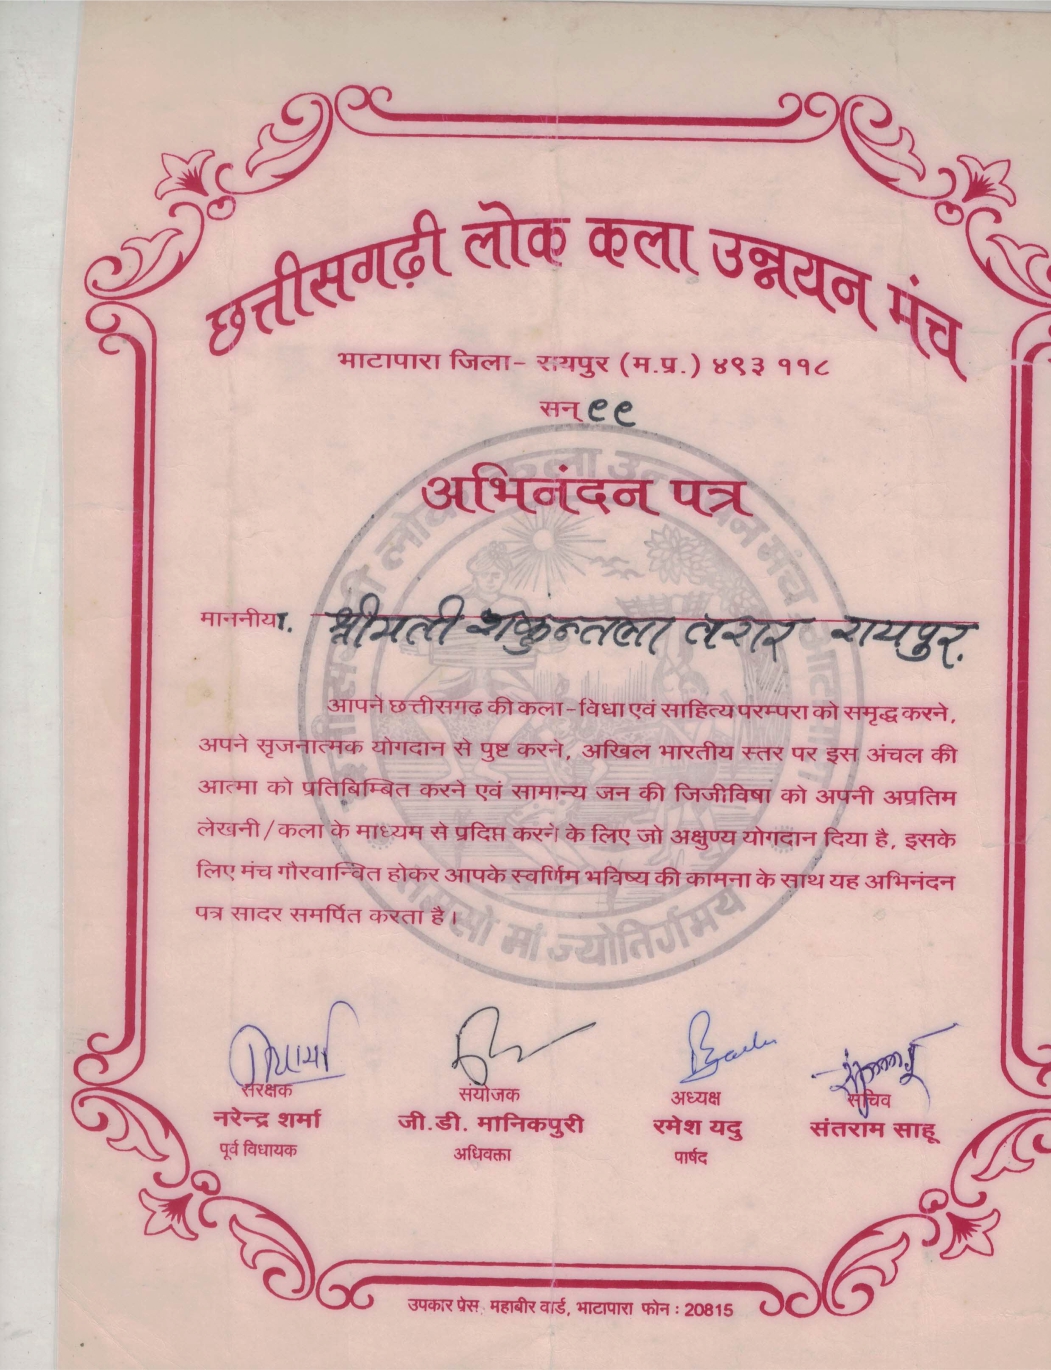 छत्तीसगढ़ी लोक कला उन्नयन मंच
भाटापारा जिला- रायपुर (म.प्र.) ४९३ ११८
सन् ९९
अभिनंदन पत्र
माननीया. श्रीमती शकुन्तला तरार रायपुर.
आपने छत्तीसगढ़ की कला-विधा एवं साहित्य परम्परा को समृद्ध करने,
अपने सृजनात्मक योगदान से पुष्ट करने, अखिल भारतीय स्तर पर इस अंचल की
आत्मा को प्रतिबिम्बित करने एवं सामान्य जन की जिजीविषा को अपनी अप्रतिम
लेखनी/कला के माध्यम से प्रदिप्त करने के लिए जो अक्षुण्य योगदान दिया है, इसके
लिए मंच गौरवान्वित होकर आपके स्वर्णिम भविष्य की कामना के साथ यह अभिनंदन
पत्र सादर समर्पित करता है।
तमसो मां ज्योतिर्गमय
संरक्षक संयोजक अध्यक्ष सचिव
नरेन्द्र शर्मा जी.डी. मानिकपुरी रमेश यदु संतराम साहू
पूर्व विधायक अधिवक्ता पार्षद
उपकार प्रेस महाबीर वार्ड, भाटापारा फोन : 20815